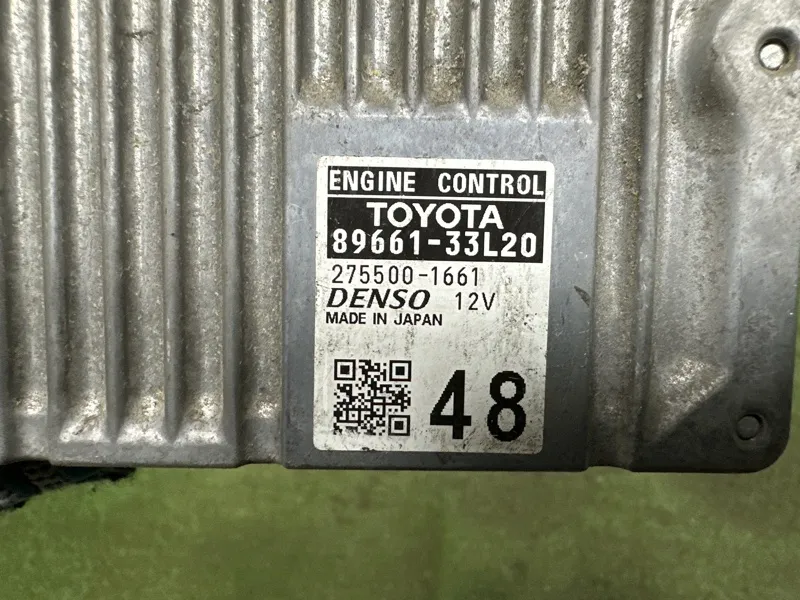 ENGINE CONTROL
TOYOTA
89661-33L20
275500-1661
DENSO 12V
MADE IN JAPAN
48